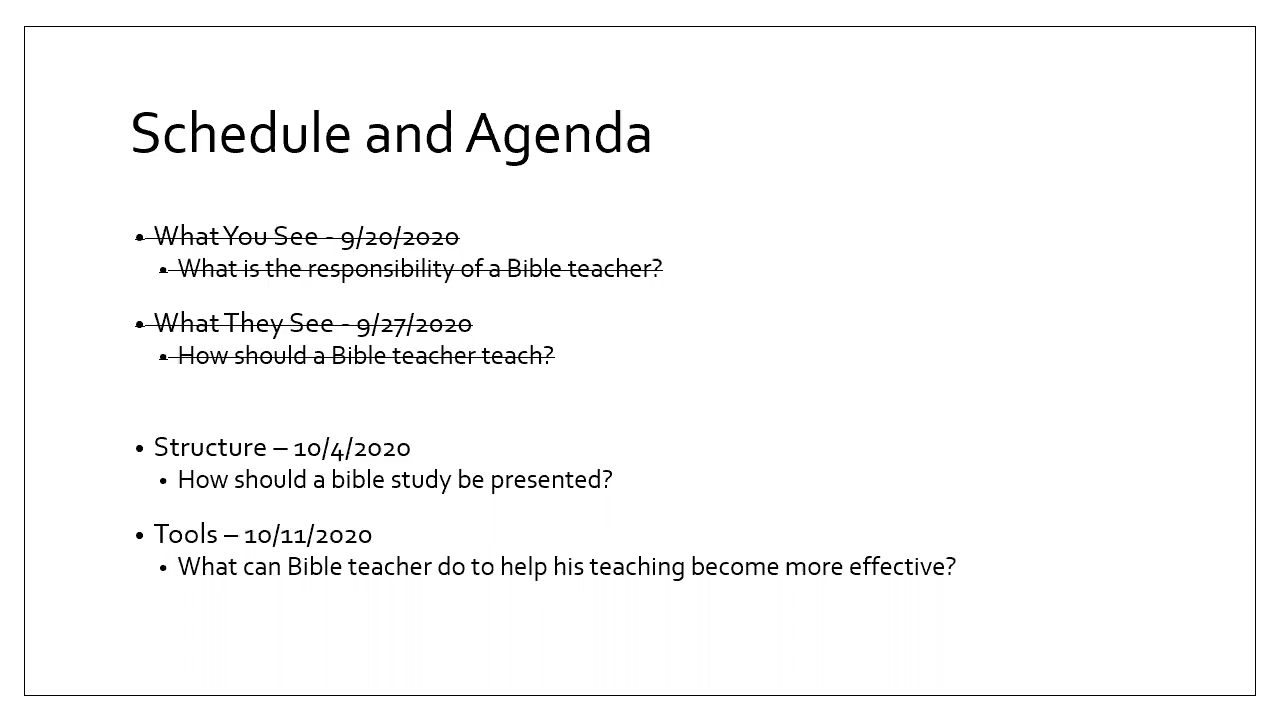 Schedule and Agenda
• What You See - 9/20/2020
• What is the responsibility of a Bible teacher?
• What They See - 9/27/2020
• How should a Bible teacher teach?
• Structure – 10/4/2020
• How should a bible study be presented?
• Tools – 10/11/2020
• What can Bible teacher do to help his teaching become more effective?